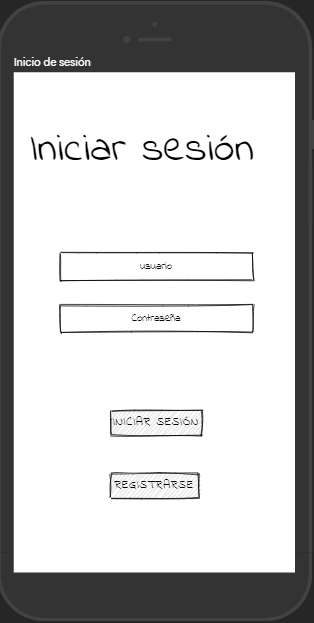 Inicio de sesión
Iniciar sesión
usuario
Contraseña
INICIAR SESIÓN
REGISTRARSE